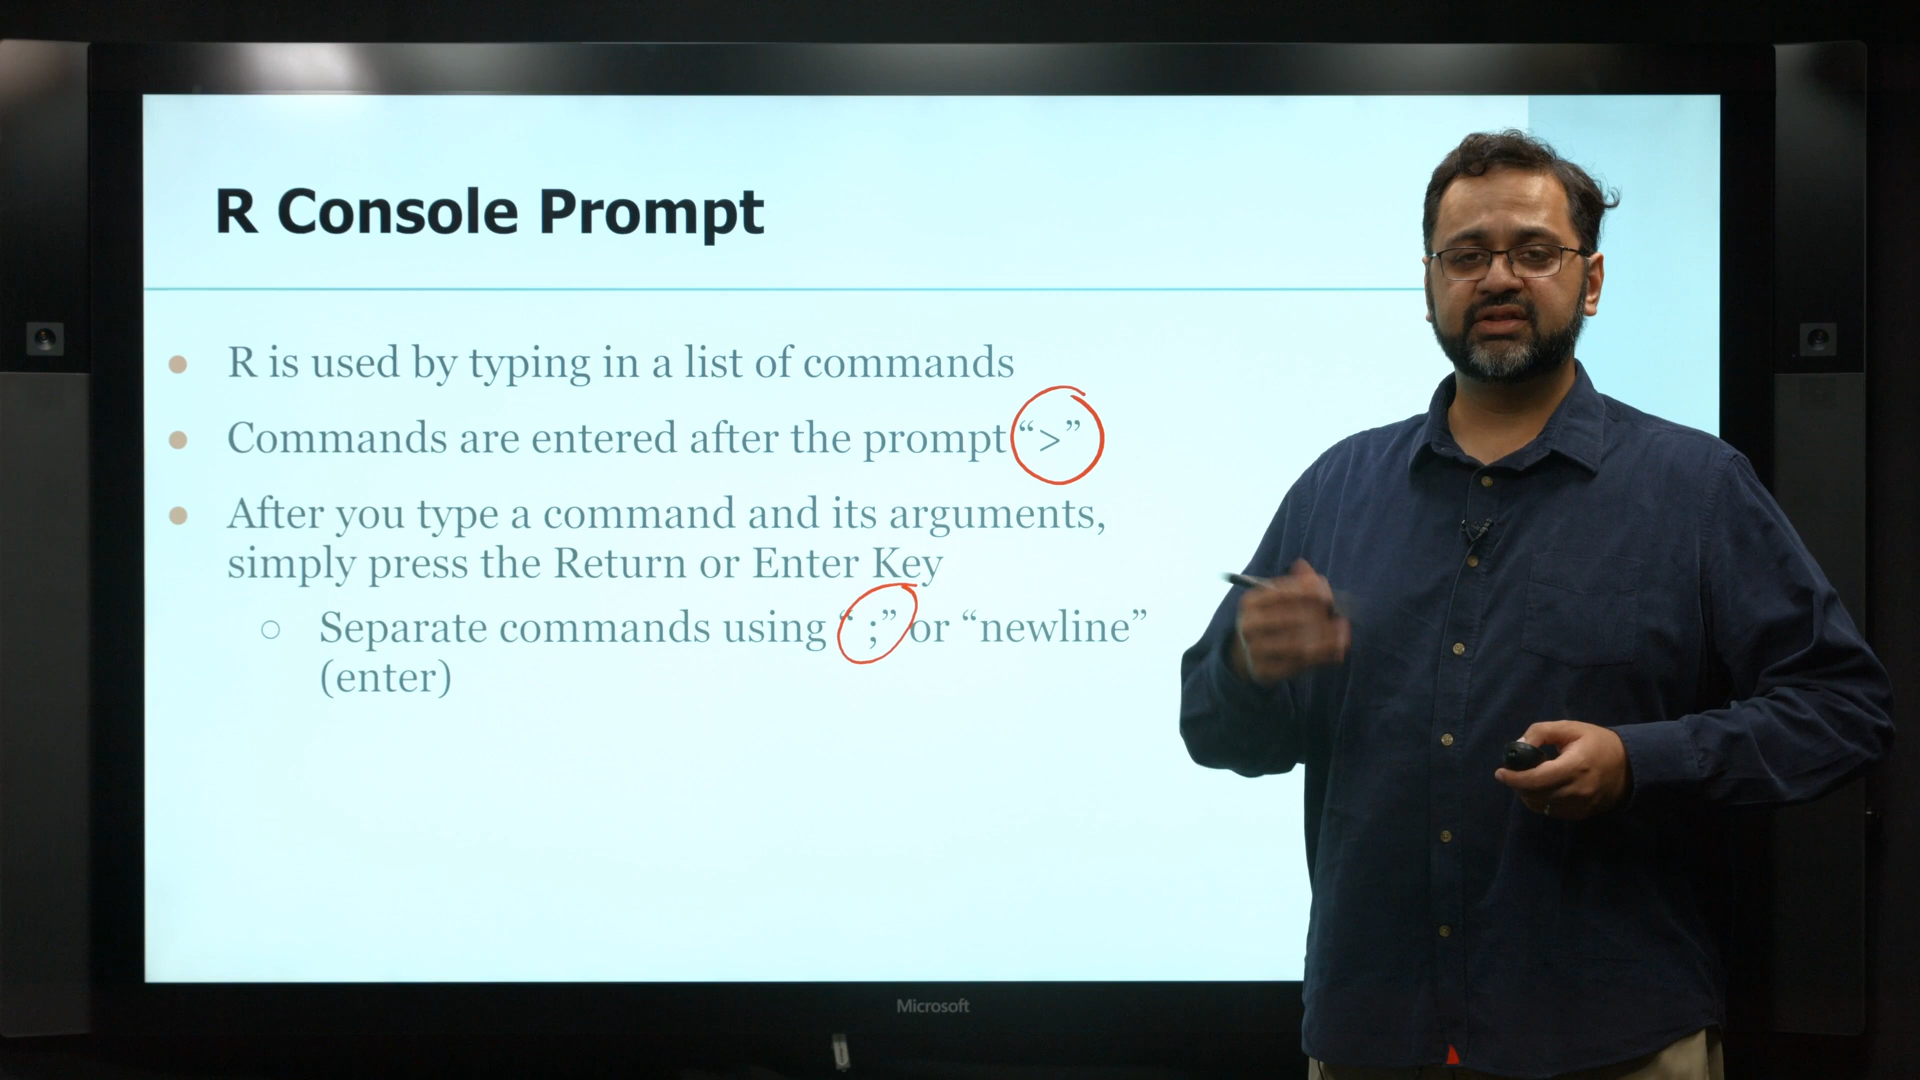 R Console Prompt
R is used by typing in a list of commands
Commands are entered after the prompt “>”
After you type a command and its arguments,
simply press the Return or Enter Key
Separate commands using “ ;” or “newline”
(enter)
Microsoft